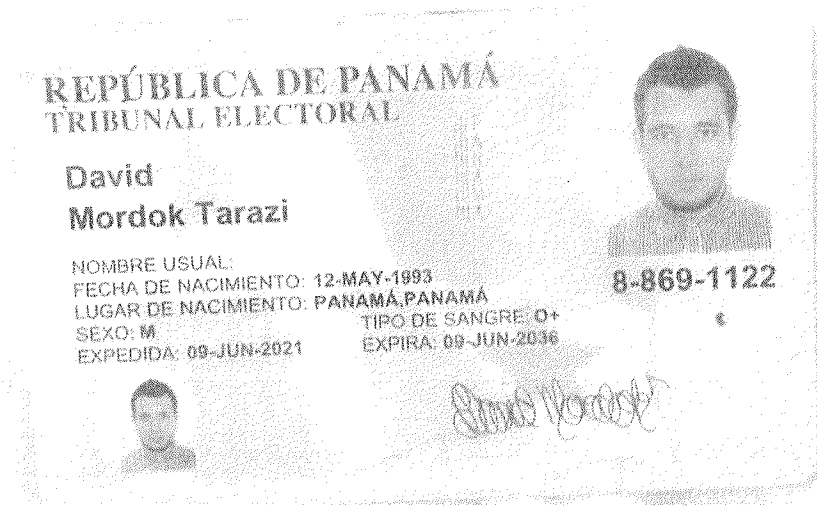 REPÚBLICA DE PANAMÁ
TRIBUNAL ELECTORAL
David
Mordok Tarazi
NOMBRE USUAL:
FECHA DE NACIMIENTO: 12-MAY-1993
LUGAR DE NACIMIENTO: PANAMÁ,PANAMÁ
SEXO: M TIPO DE SANGRE: O+
EXPEDIDA: 09-JUN-2021 EXPIRA: 09-JUN-2036
8-869-1122